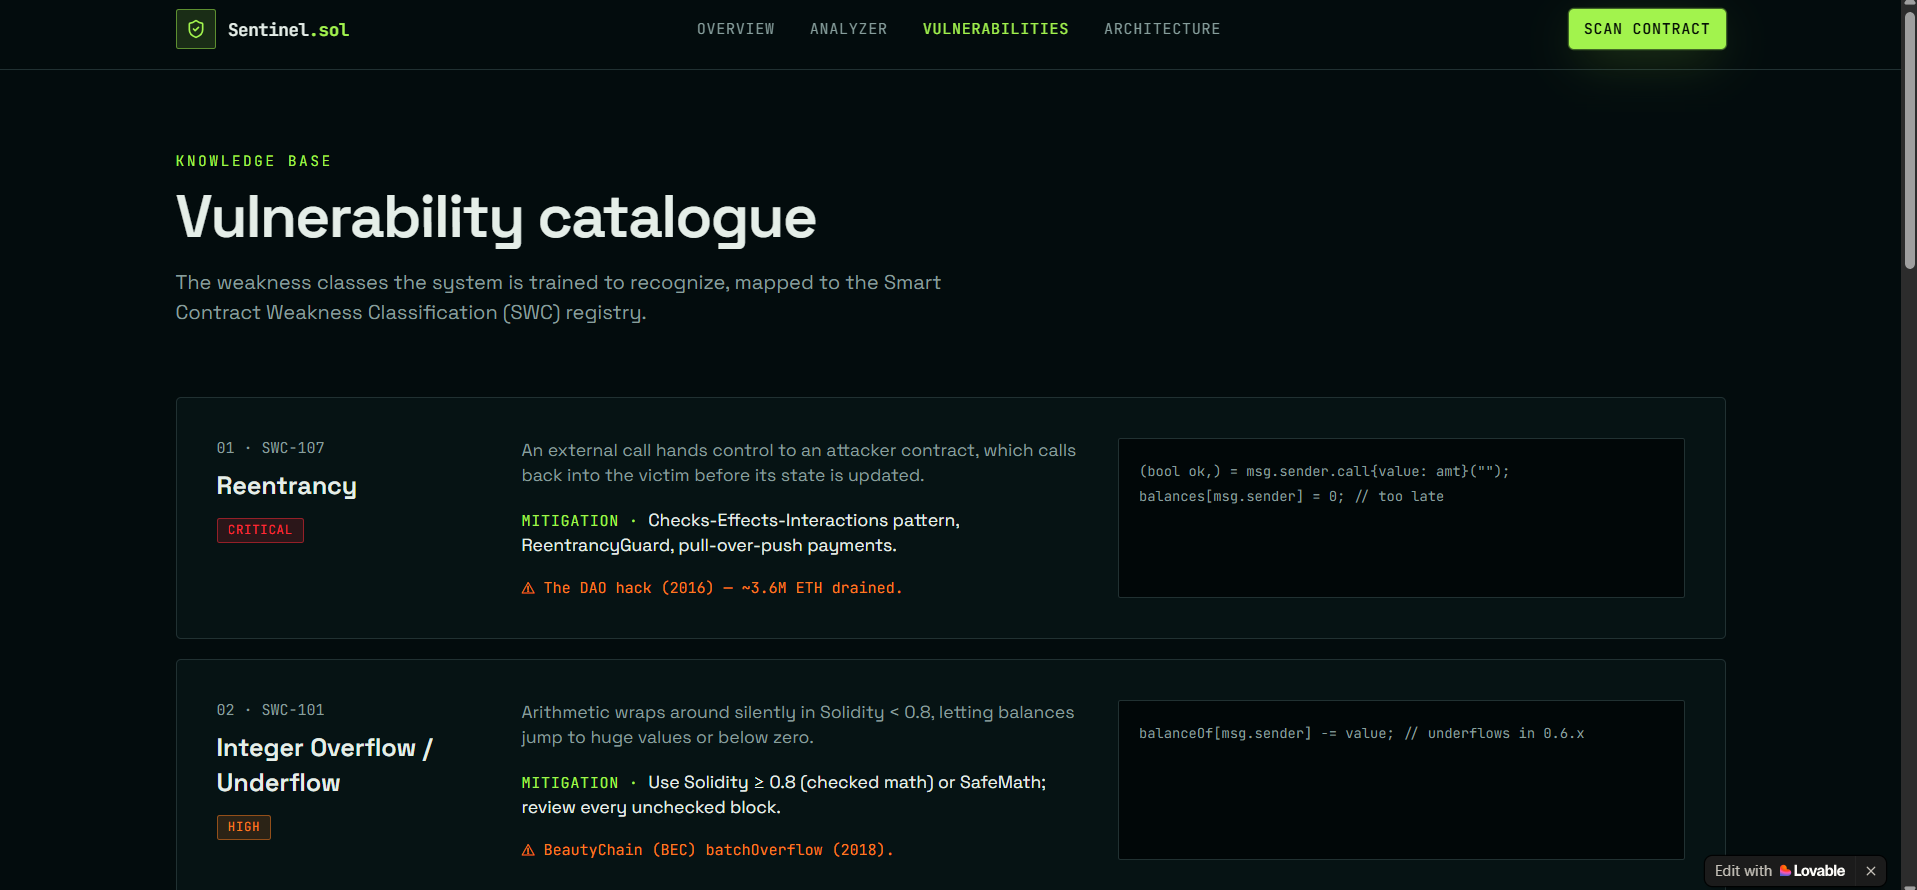 Sentinel.sol
OVERVIEW ANALYZER VULNERABILITIES ARCHITECTURE
SCAN CONTRACT
KNOWLEDGE BASE
Vulnerability catalogue
The weakness classes the system is trained to recognize, mapped to the Smart
Contract Weakness Classification (SWC) registry.
01 · SWC-107
Reentrancy
CRITICAL
An external call hands control to an attacker contract, which calls
back into the victim before its state is updated.
MITIGATION · Checks-Effects-Interactions pattern,
ReentrancyGuard, pull-over-push payments.
⚠ The DAO hack (2016) — ~3.6M ETH drained.
(bool ok,) = msg.sender.call{value: amt}("");
balances[msg.sender] = 0; // too late
02 · SWC-101
Integer Overflow /
Underflow
HIGH
Arithmetic wraps around silently in Solidity < 0.8, letting balances
jump to huge values or below zero.
MITIGATION · Use Solidity ≥ 0.8 (checked math) or SafeMath;
review every unchecked block.
⚠ BeautyChain (BEC) batchOverflow (2018).
balanceOf[msg.sender] -= value; // underflows in 0.6.x
Edit with Lovable ×